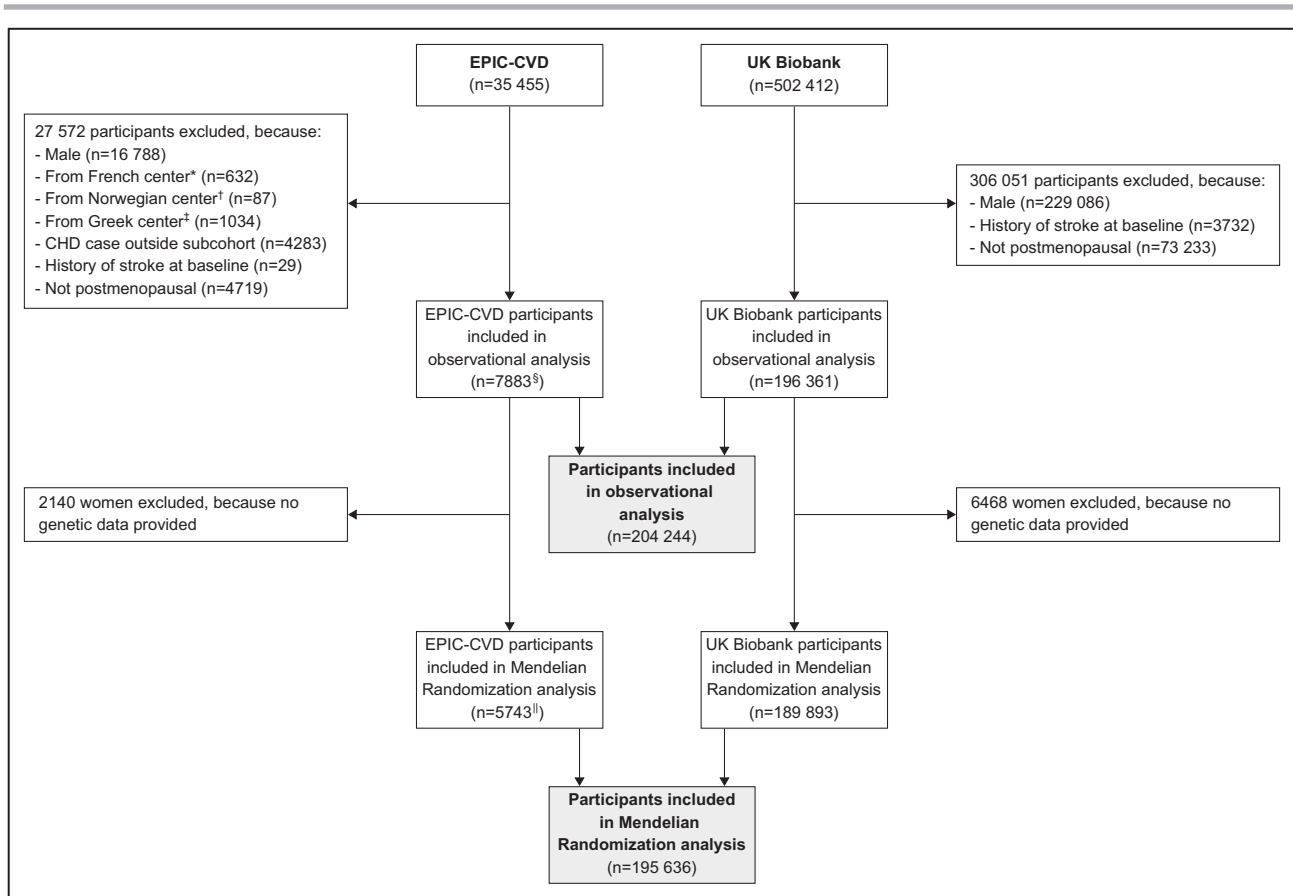 EPIC-CVD
(n=35 455)
UK Biobank
(n=502 412)
27 572 participants excluded, because:
- Male (n=16 788)
- From French center* (n=632)
- From Norwegian center† (n=87)
- From Greek center‡ (n=1034)
- CHD case outside subcohort (n=4283)
- History of stroke at baseline (n=29)
- Not postmenopausal (n=4719)
306 051 participants excluded, because:
- Male (n=229 086)
- History of stroke at baseline (n=3732)
- Not postmenopausal (n=73 233)
EPIC-CVD participants
included in
observational analysis
(n=7883§)
UK Biobank participants
included in
observational analysis
(n=196 361)
Participants included
in observational
analysis
(n=204 244)
2140 women excluded, because no
genetic data provided
6468 women excluded, because no
genetic data provided
EPIC-CVD participants
included in Mendelian
Randomization analysis
(n=5743||)
UK Biobank participants
included in Mendelian
Randomization analysis
(n=189 893)
Participants included
in Mendelian
Randomization analysis
(n=195 636)